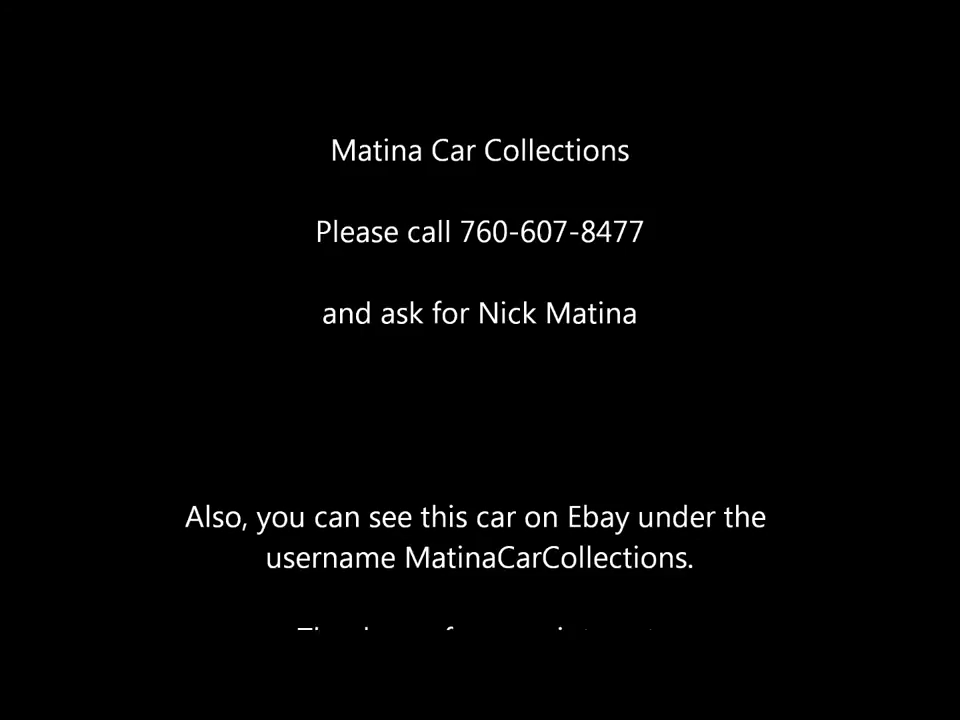 Matina Car Collections
Please call 760-607-8477
and ask for Nick Matina
Also, you can see this car on Ebay under the
username MatinaCarCollections.